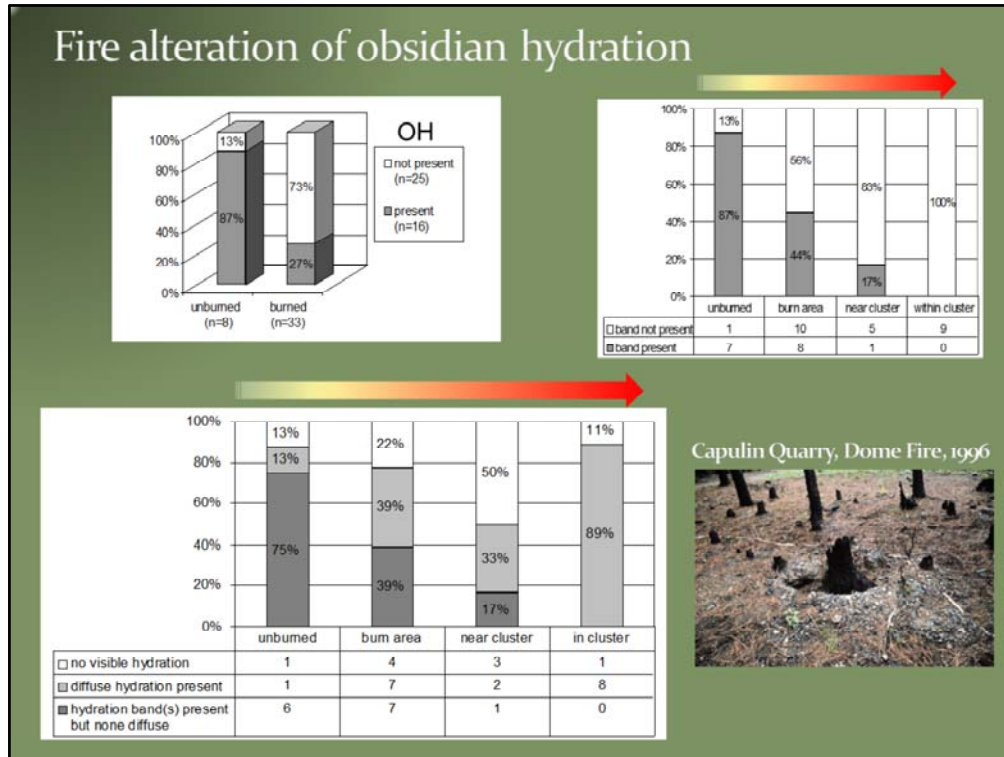 Fire alteration of obsidian hydration
100%
80%
60%
40%
20%
0%
13%
87%
73%
27%
unburned
(n=8)
burned
(n=33)
OH
not present
(n=25)
present
(n=16)
100%
80%
60%
40%
20%
0%
13%
87%
56%
44%
83%
17%
100%
unburned burn area near cluster within cluster
band not present 1 10 5 9
band present 7 8 1 0
100%
80%
60%
40%
20%
0%
13%
13%
75%
22%
39%
39%
50%
33%
17%
11%
89%
unburned burn area near cluster in cluster
no visible hydration 1 4 3 1
diffuse hydration present 1 7 2 8
hydration band(s) present 6 7 1 0
but none diffuse
Capulin Quarry, Dome Fire, 1996